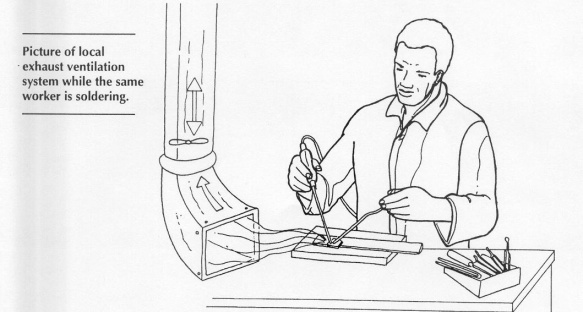 Picture of local
exhaust ventilation
system while the same
worker is soldering.